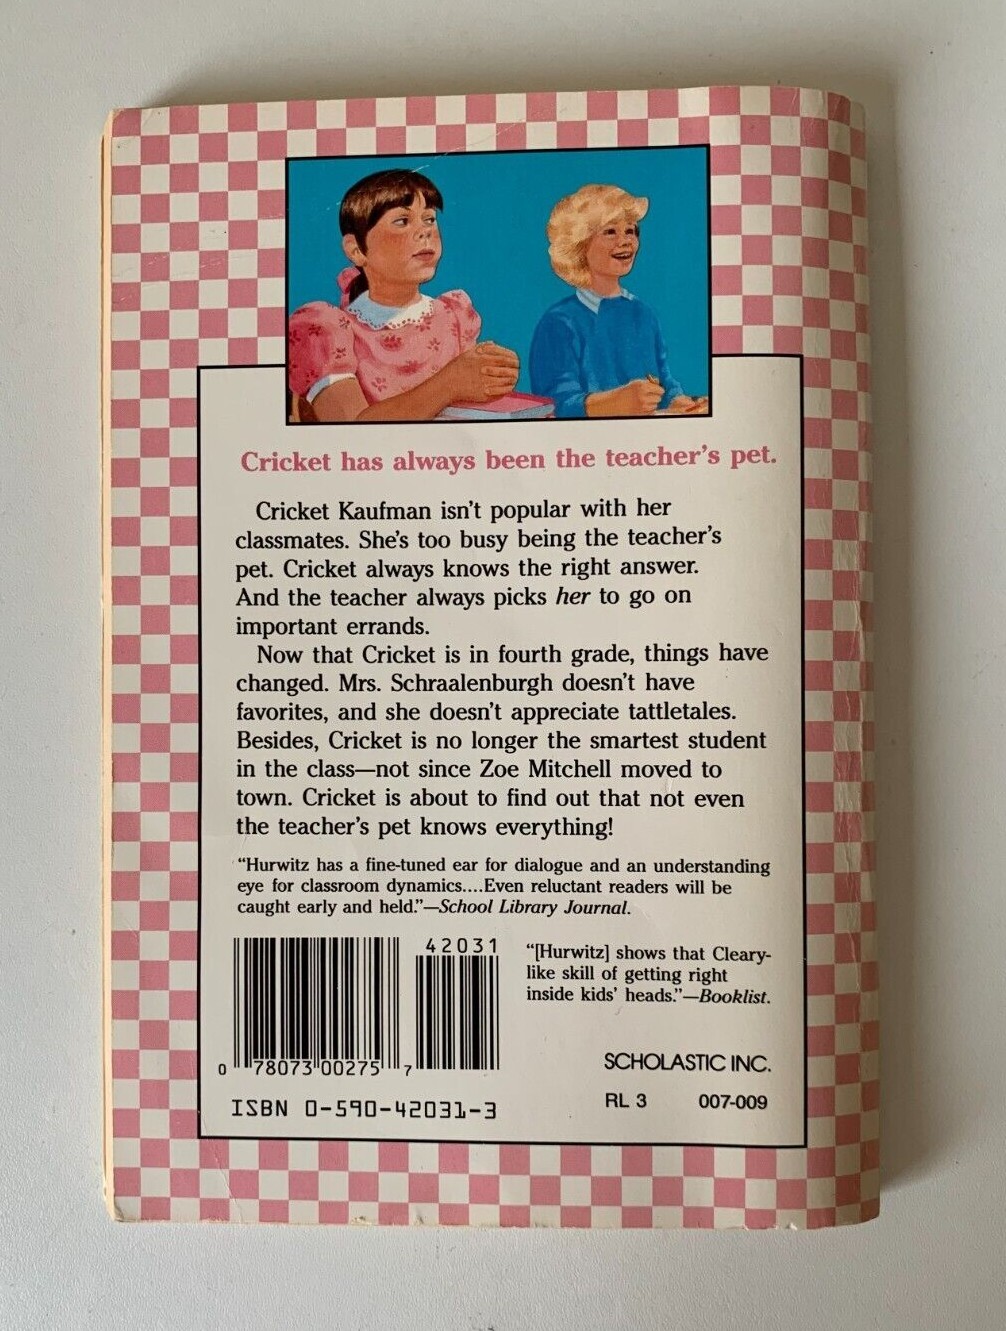 Cricket has always been the teacher's pet.
Cricket Kaufman isn't popular with her
classmates. She's too busy being the teacher's
pet. Cricket always knows the right answer.
And the teacher always picks her to go on
important errands.
Now that Cricket is in fourth grade, things have
changed. Mrs. Schraalenburgh doesn't have
favorites, and she doesn't appreciate tattletales.
Besides, Cricket is no longer the smartest student
in the class—not since Zoe Mitchell moved to
town. Cricket is about to find out that not even
the teacher's pet knows everything!
"Hurwitz has a fine-tuned ear for dialogue and an understanding
eye for classroom dynamics....Even reluctant readers will be
caught early and held."—School Library Journal.
42031
0 78073 00275 7
ISBN 0-590-42031-3
"[Hurwitz] shows that Cleary-
like skill of getting right
inside kids' heads."—Booklist.
SCHOLASTIC INC.
RL 3 007-009